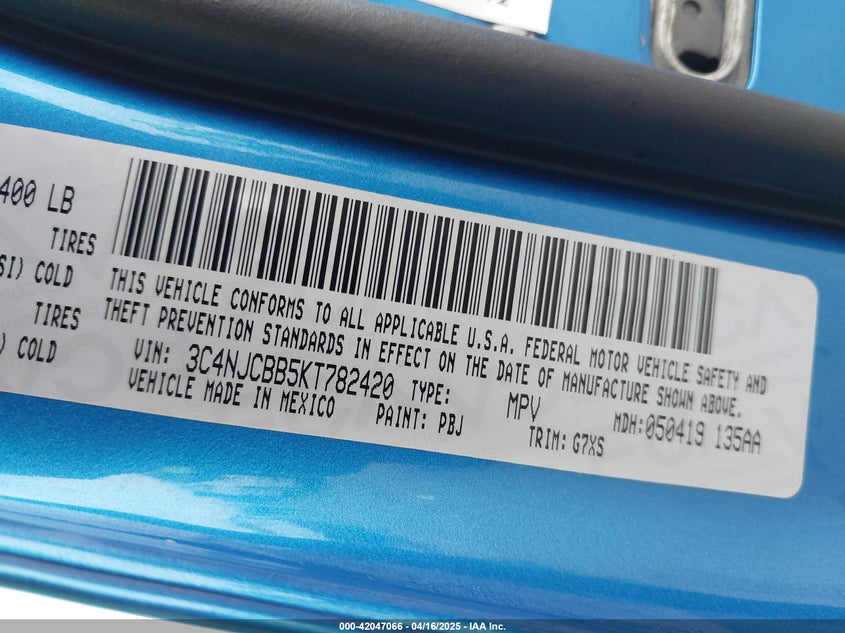 400 LB
TIRES
SI) COLD
TIRES
) COLD
THIS VEHICLE CONFORMS TO ALL APPLICABLE U.S.A. FEDERAL MOTOR VEHICLE SAFETY AND
THEFT PREVENTION STANDARDS IN EFFECT ON THE DATE OF MANUFACTURE SHOWN ABOVE.
VIN: 3C4NJCBB5KT782420 TYPE: MPV MDH:050419 135AA
VEHICLE MADE IN MEXICO PAINT: PBJ TRIM: G7XS
000-42047066 - 04/16/2025 - IAA Inc.